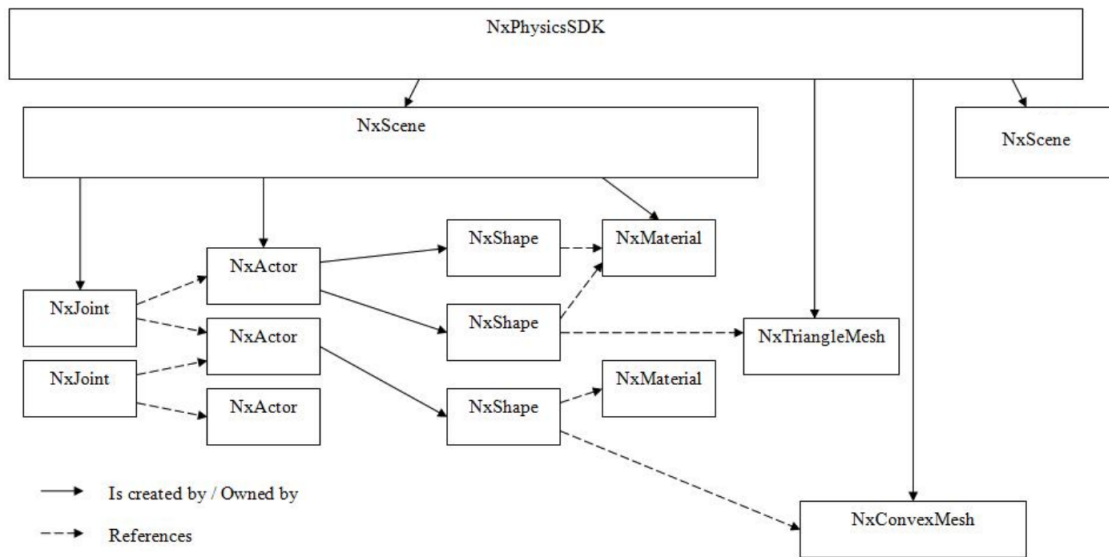 NxPhysicsSDK
NxScene
NxScene
NxShape
NxMaterial
NxActor
NxJoint
NxShape
NxActor
NxTriangleMesh
NxJoint
NxMaterial
NxActor
NxShape
Is created by / Owned by
NxConvexMesh
References